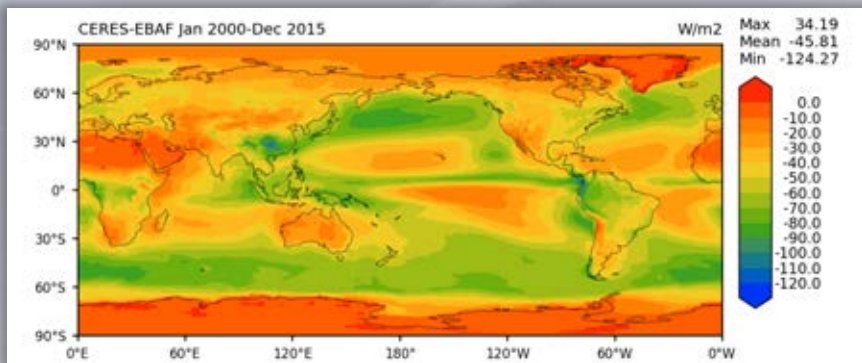 CERES-EBAF Jan 2000-Dec 2015 W/m2
Max 34.19
Mean -45.81
Min -124.27
90°N
60°N
30°N
0°
30°S
60°S
90°S
0°E 60°E 120°E 180° 120°W 60°W 0°W
0.0
-10.0
-20.0
-30.0
-40.0
-50.0
-60.0
-70.0
-80.0
-90.0
-100.0
-110.0
-120.0